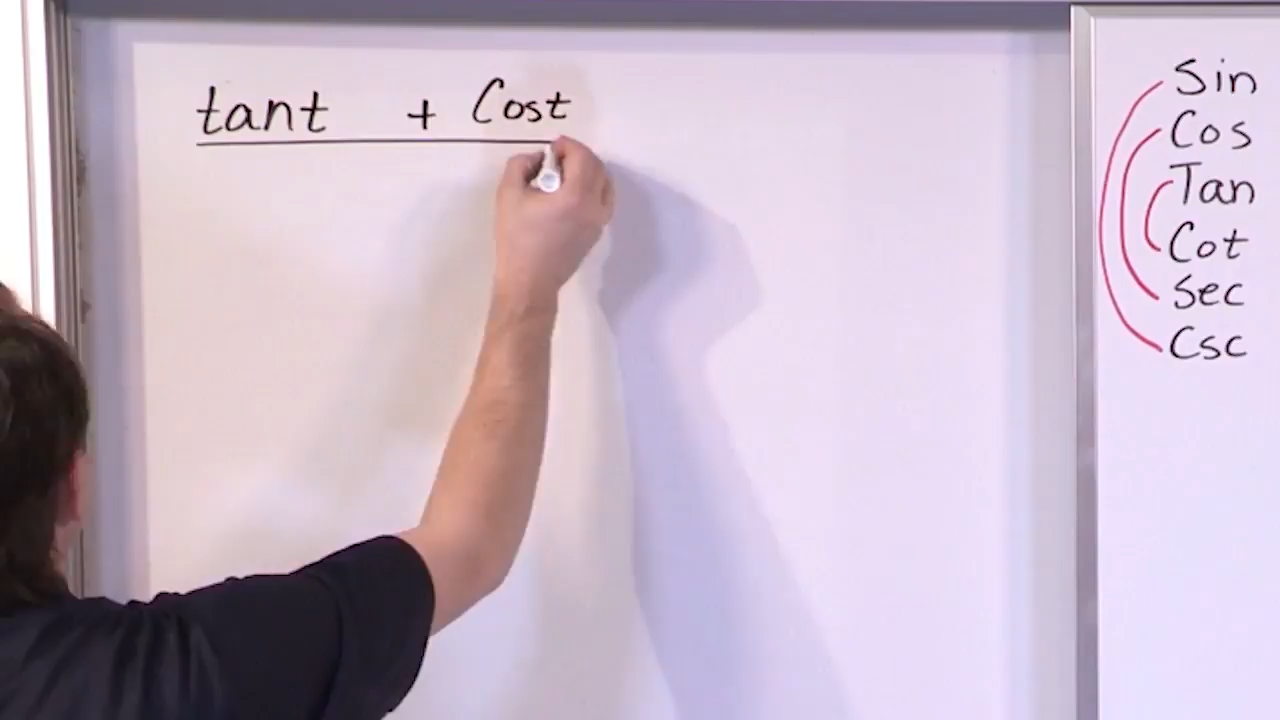 tant + Cost
Sin
Cos
Tan
Cot
Sec
Csc